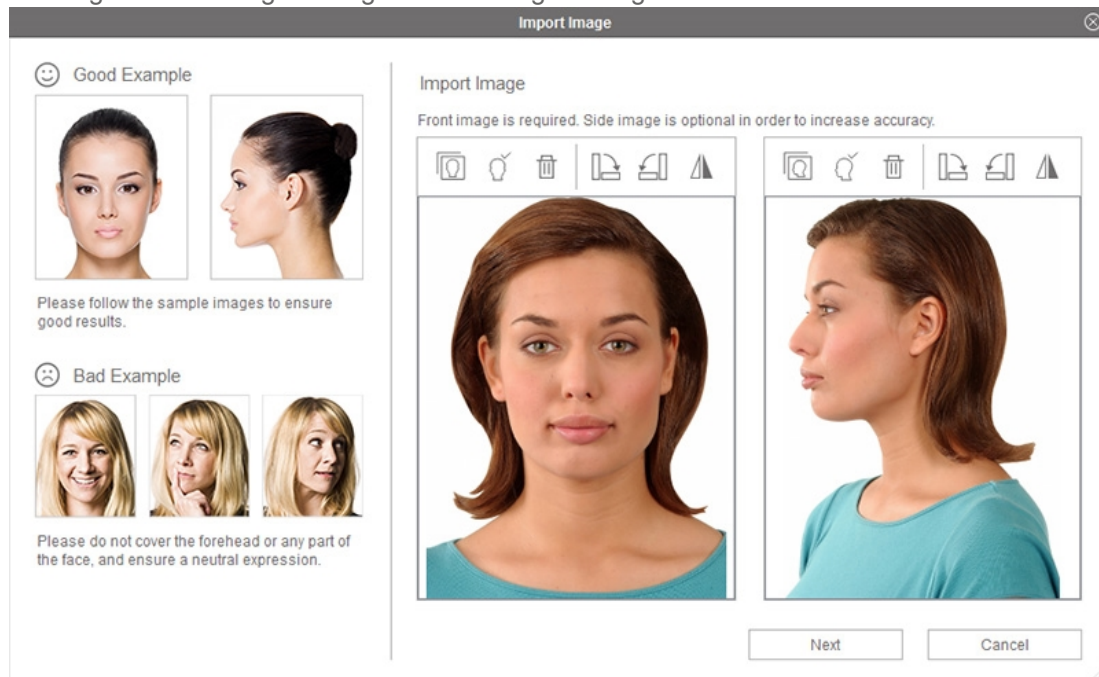 Import Image
Good Example
Please follow the sample images to ensure
good results.
Bad Example
Please do not cover the forehead or any part of
the face, and ensure a neutral expression.
Import Image
Front image is required. Side image is optional in order to increase accuracy.
Next
Cancel